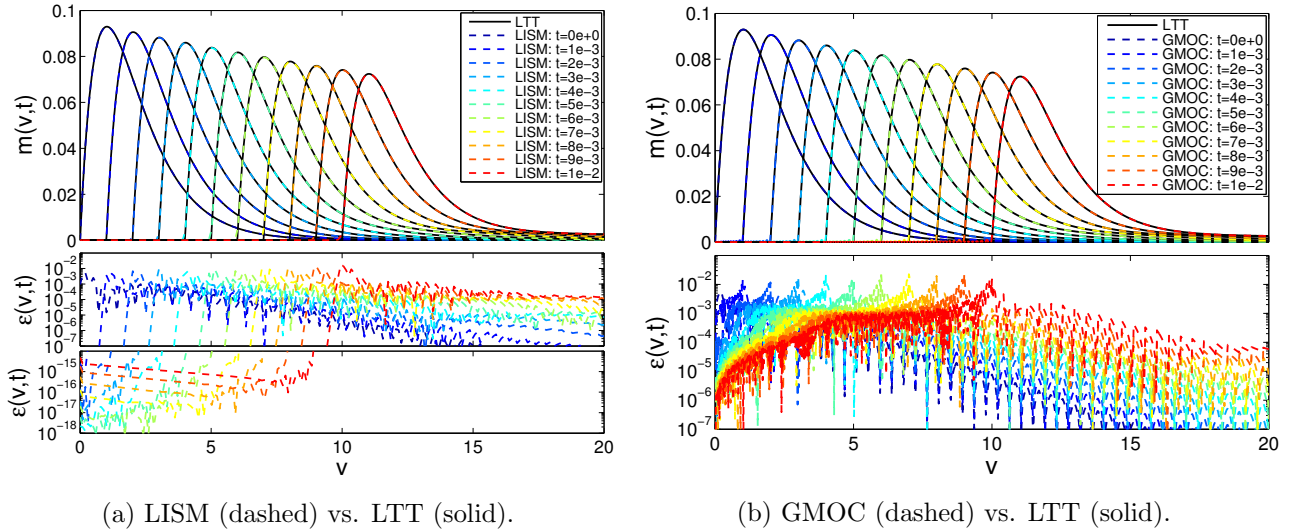 0.1
0.08
0.06
0.04
0.02
0
m(v,t)
LTT
LISM: t=0e+0
LISM: t=1e−3
LISM: t=2e−3
LISM: t=3e−3
LISM: t=4e−3
LISM: t=5e−3
LISM: t=6e−3
LISM: t=7e−3
LISM: t=8e−3
LISM: t=9e−3
LISM: t=1e−2
10⁻²
10⁻³
10⁻⁴
10⁻⁵
10⁻⁶
10⁻⁷
ε(v,t)
10⁻¹⁵
10⁻¹⁶
10⁻¹⁷
10⁻¹⁸
ε(v,t)
0 5 10 15 20
v
(a) LISM (dashed) vs. LTT (solid).
0.1
0.08
0.06
0.04
0.02
0
m(v,t)
LTT
GMOC: t=0e+0
GMOC: t=1e−3
GMOC: t=2e−3
GMOC: t=3e−3
GMOC: t=4e−3
GMOC: t=5e−3
GMOC: t=6e−3
GMOC: t=7e−3
GMOC: t=8e−3
GMOC: t=9e−3
GMOC: t=1e−2
10⁻²
10⁻³
10⁻⁴
10⁻⁵
10⁻⁶
10⁻⁷
ε(v,t)
0 5 10 15 20
v
(b) GMOC (dashed) vs. LTT (solid).